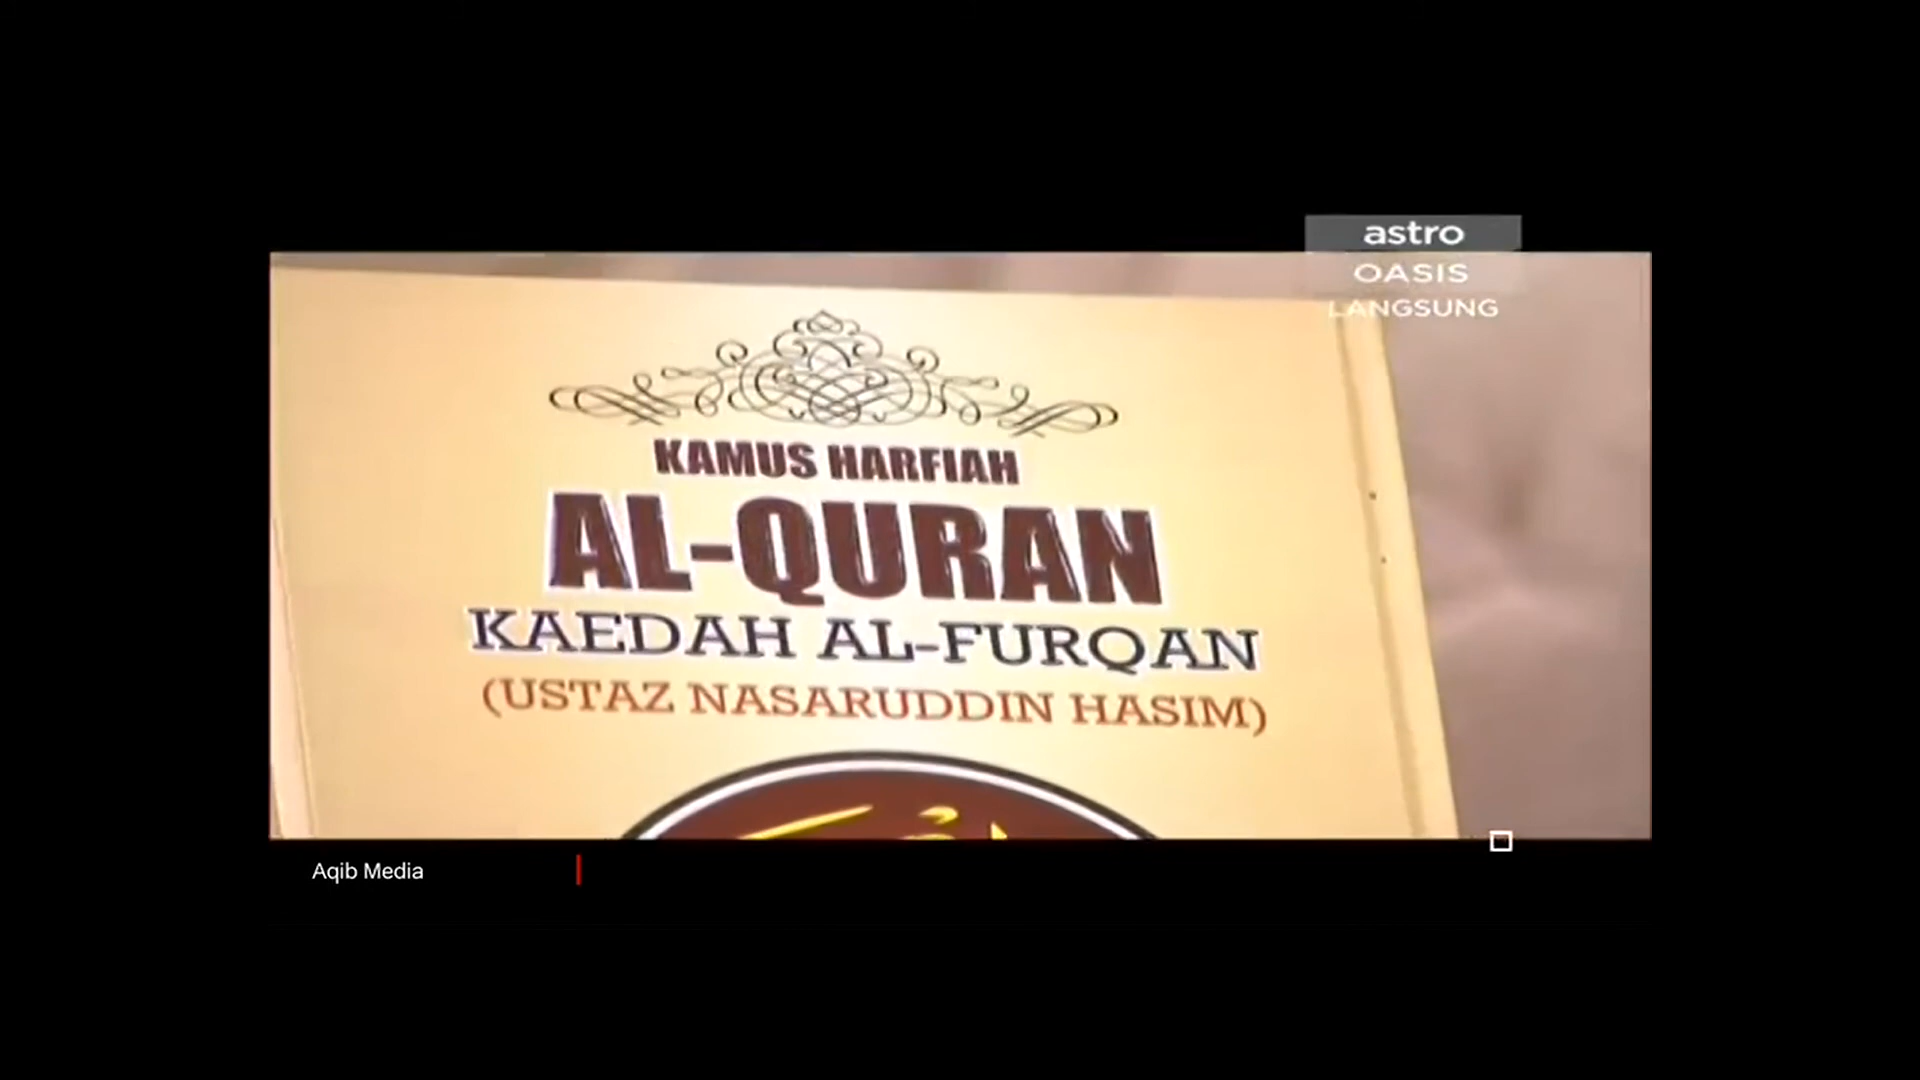 astro
OASIS
LANGSUNG
KAMUS HARFIAH
AL-QURAN
KAEDAH AL-FURQAN
(USTAZ NASARUDDIN HASIM)
Aqib Media